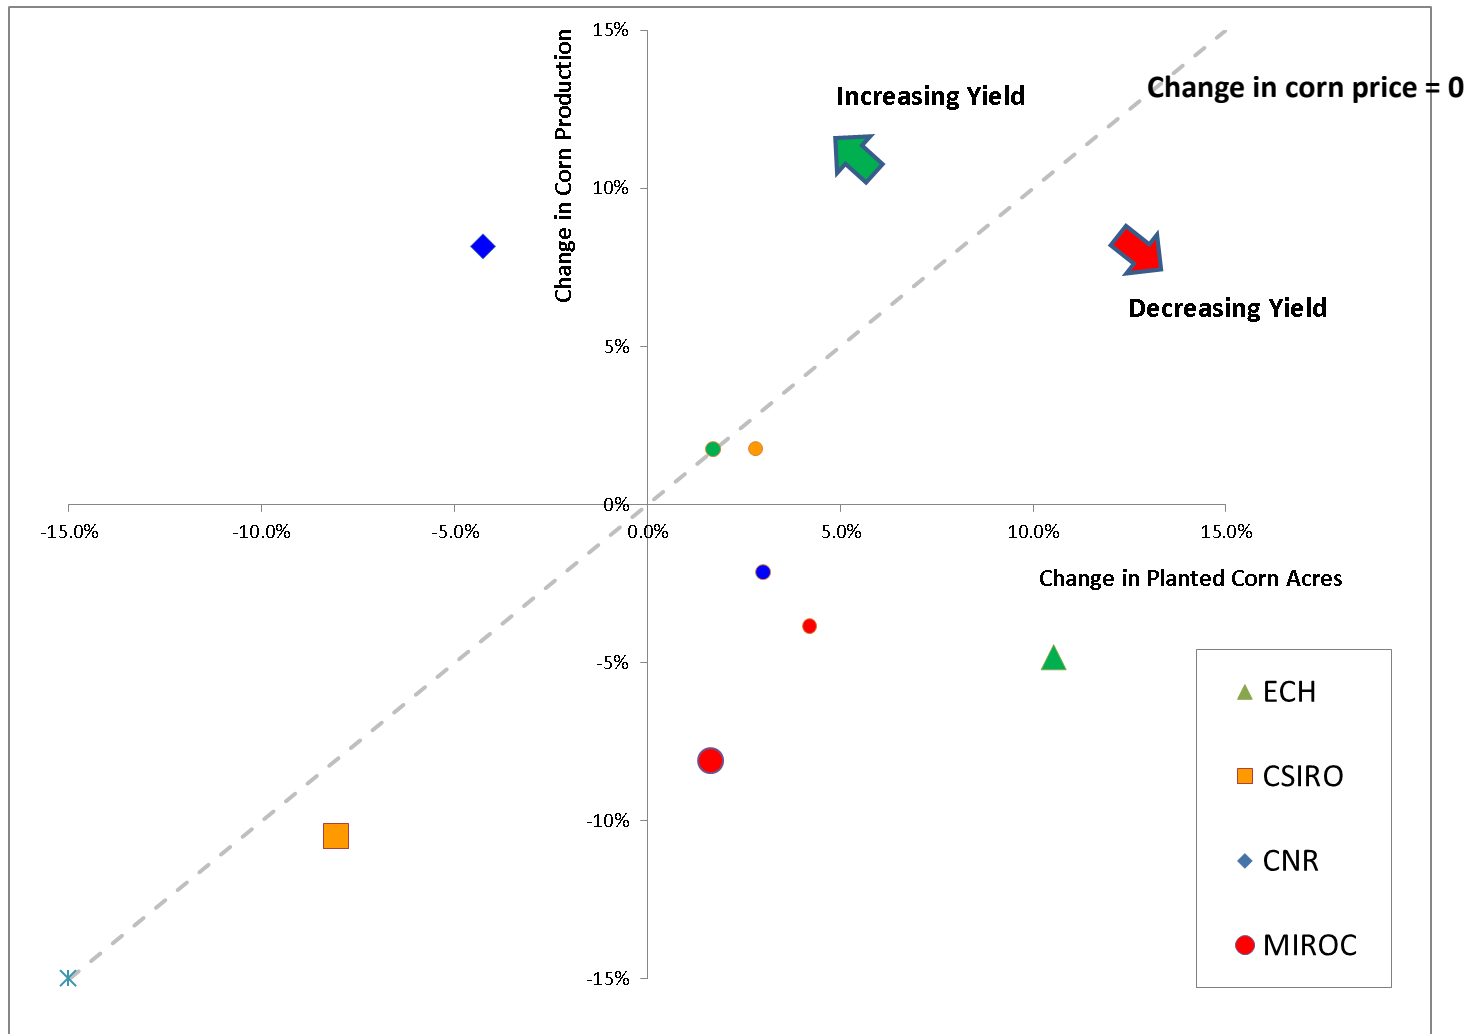 15%
Change in corn price = 0
Increasing Yield
Change in Corn Production
10%
Decreasing Yield
5%
0%
-15.0%
-10.0%
-5.0%
0.0%
5.0%
10.0%
15.0%
Change in Planted Corn Acres
-5%
ECH
CSIRO
-10%
CNR
MIROC
-15%